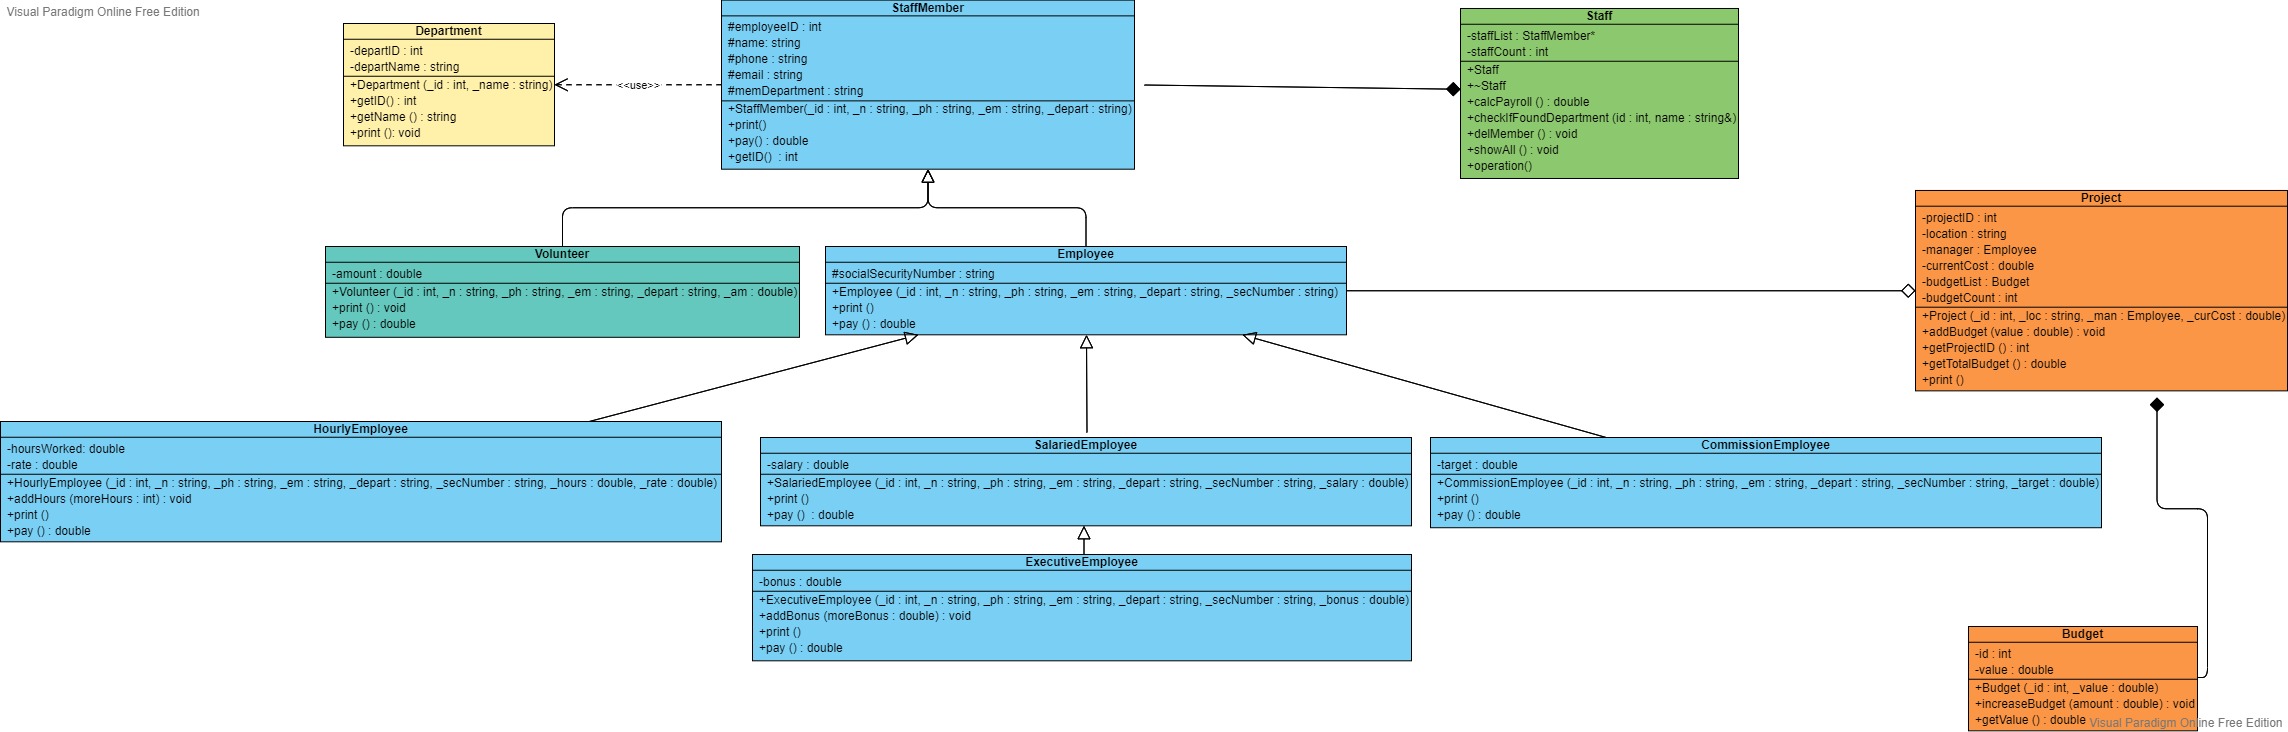 Visual Paradigm Online Free Edition
Department
-departID : int
-departName : string
+Department (_id : int, _name : string)
+getID() : int
+getName () : string
+print (): void
<<use>>
StaffMember
#employeeID : int
#name: string
#phone : string
#email : string
#memDepartment : string
+StaffMember(_id : int, _n : string, _ph : string, _em : string, _depart : string)
+print()
+pay() : double
+getID() : int
Staff
-staffList : StaffMember*
-staffCount : int
+Staff
+~Staff
+calcPayroll () : double
+checkIfFoundDepartment (id : int, name : string&)
+delMember () : void
+showAll () : void
+operation()
Project
-projectID : int
-location : string
-manager : Employee
-currentCost : double
-budgetList : Budget
-budgetCount : int
+Project (_id : int, _loc : string, _man : Employee, _curCost : double)
+addBudget (value : double) : void
+getProjectID () : int
+getTotalBudget () : double
+print ()
Volunteer
-amount : double
+Volunteer (_id : int, _n : string, _ph : string, _em : string, _depart : string, _am : double)
+print () : void
+pay () : double
Employee
#socialSecurityNumber : string
+Employee (_id : int, _n : string, _ph : string, _em : string, _depart : string, _secNumber : string)
+print ()
+pay () : double
HourlyEmployee
-hoursWorked: double
-rate : double
+HourlyEmployee (_id : int, _n : string, _ph : string, _em : string, _depart : string, _secNumber : string, _hours : double, _rate : double)
+addHours (moreHours : int) : void
+print ()
+pay () : double
SalariedEmployee
-salary : double
+SalariedEmployee (_id : int, _n : string, _ph : string, _em : string, _depart : string, _secNumber : string, _salary : double)
+print ()
+pay () : double
CommissionEmployee
-target : double
+CommissionEmployee (_id : int, _n : string, _ph : string, _em : string, _depart : string, _secNumber : string, _target : double)
+print ()
+pay () : double
ExecutiveEmployee
-bonus : double
+ExecutiveEmployee (_id : int, _n : string, _ph : string, _em : string, _depart : string, _secNumber : string, _bonus : double)
+addBonus (moreBonus : double) : void
+print ()
+pay () : double
Budget
-id : int
-value : double
+Budget (_id : int, _value : double)
+increaseBudget (amount : double) : void
+getValue () : double
Visual Paradigm Online Free Edition